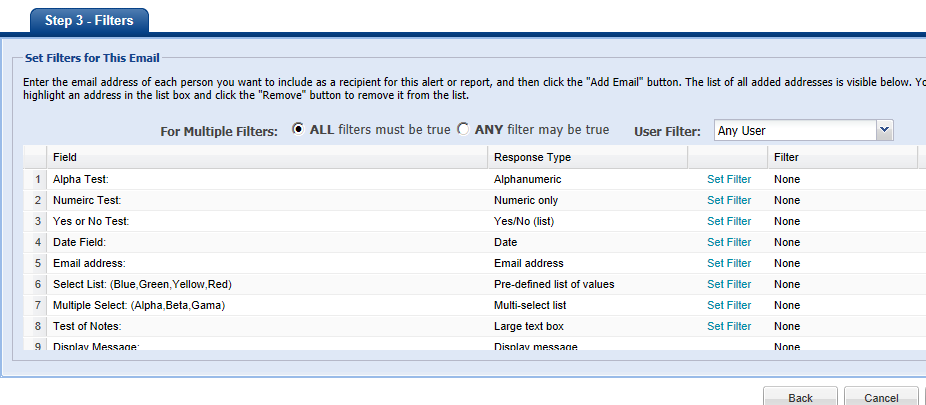 Step 3 - Filters
Set Filters for This Email
Enter the email address of each person you want to include as a recipient for this alert or report, and then click the "Add Email" button. The list of all added addresses is visible below.
highlight an address in the list box and click the "Remove" button to remove it from the list.
For Multiple Filters: ALL filters must be true ANY filter may be true User Filter: Any User
Field Response Type Filter
1 Alpha Test: Alphanumeric Set Filter None
2 Numeirc Test: Numeric only Set Filter None
3 Yes or No Test: Yes/No (list) Set Filter None
4 Date Field: Date Set Filter None
5 Email address: Email address Set Filter None
6 Select List: (Blue,Green,Yellow,Red) Pre-defined list of values Set Filter None
7 Multiple Select: (Alpha,Beta,Gama) Multi-select list Set Filter None
8 Test of Notes: Large text box Set Filter None
9 Display Message: Display message None
Back Cancel